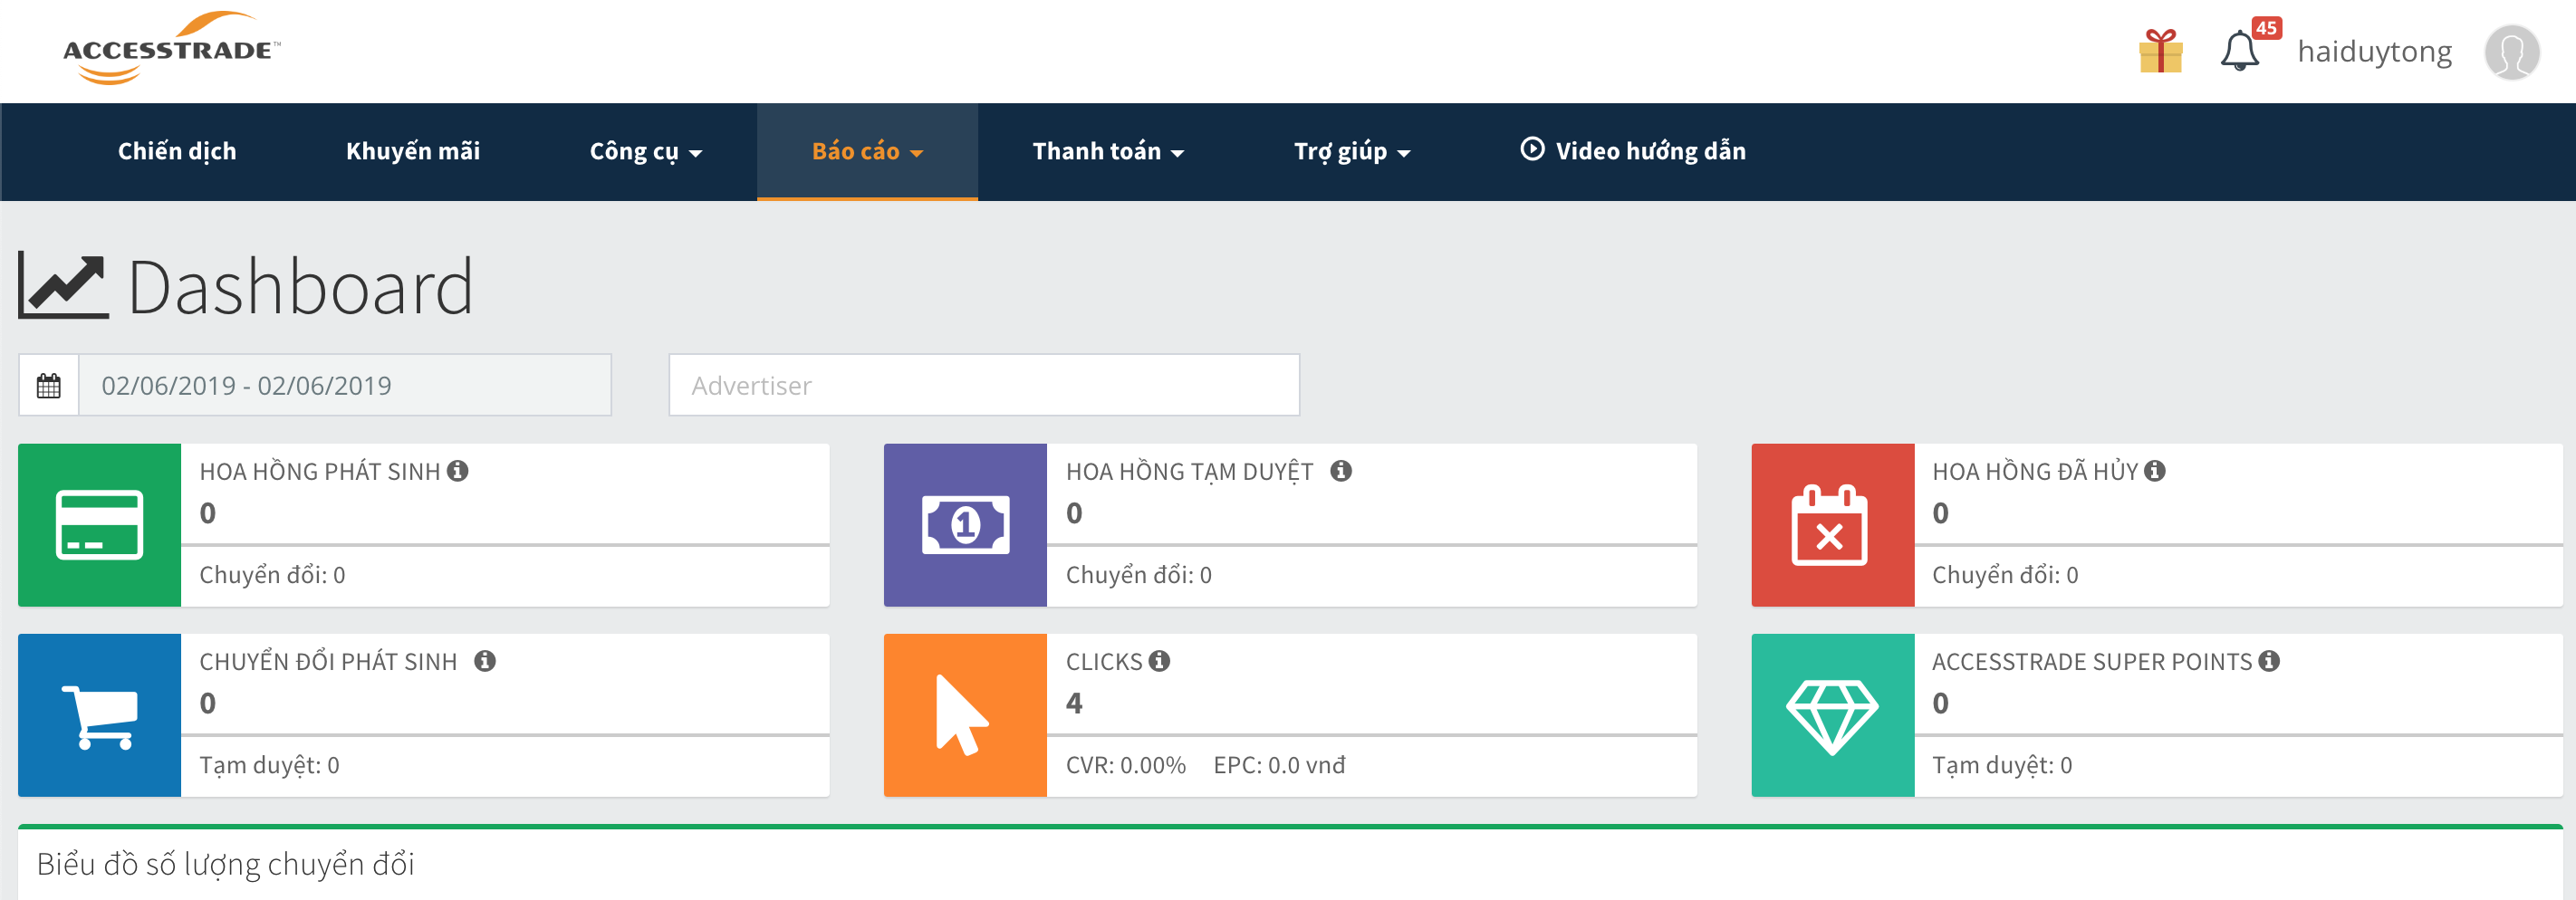 ACCESSTRADE™
45
haiduytong
Chiến dịch
Khuyến mãi
Công cụ
Báo cáo
Thanh toán
Trợ giúp
Video hướng dẫn
Dashboard
02/06/2019 - 02/06/2019
Advertiser
HOA HỒNG PHÁT SINH
0
Chuyển đổi: 0
HOA HỒNG TẠM DUYỆT
0
Chuyển đổi: 0
HOA HỒNG ĐÃ HỦY
0
Chuyển đổi: 0
CHUYỂN ĐỔI PHÁT SINH
0
Tạm duyệt: 0
CLICKS
4
CVR: 0.00% EPC: 0.0 vnđ
ACCESSTRADE SUPER POINTS
0
Tạm duyệt: 0
Biểu đồ số lượng chuyển đổi